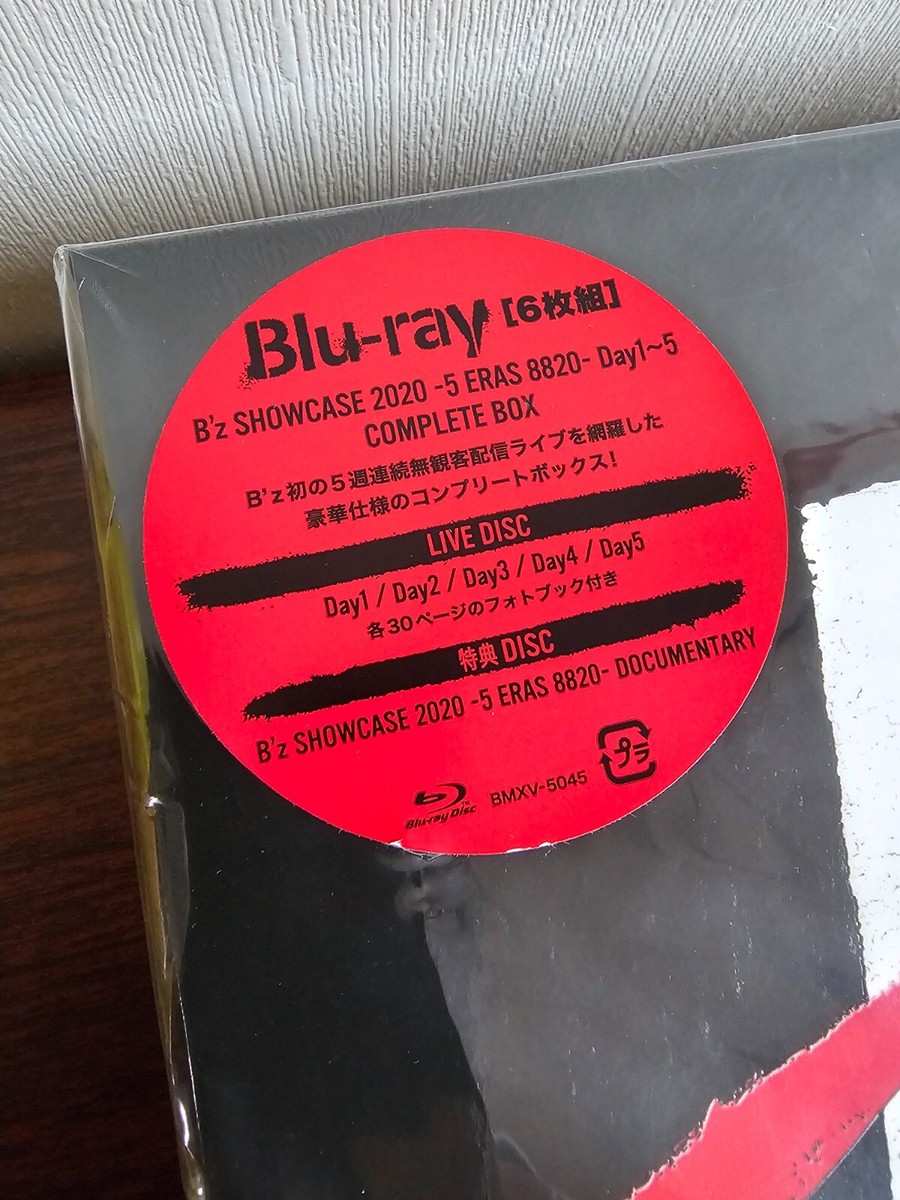 Blu-ray [6枚組]
B'z SHOWCASE 2020 -5 ERAS 8820- Day1~5
COMPLETE BOX
B'z初の5週連続無観客配信ライブを網羅した
豪華仕様のコンプリートボックス!
LIVE DISC
Day1 / Day2 / Day3 / Day4 / Day5
各30ページのフォトブック付き
特典 DISC
B'z SHOWCASE 2020 -5 ERAS 8820- DOCUMENTARY
Blu-ray Disc™ BMXV-5045 プラ